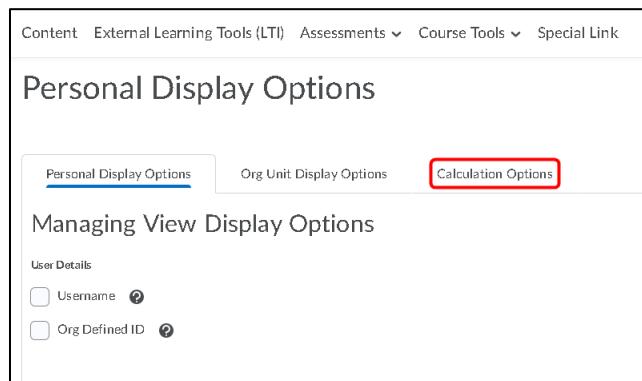 Content External Learning Tools (LTI) Assessments Course Tools Special Link
Personal Display Options
Personal Display Options Org Unit Display Options Calculation Options
Managing View Display Options
User Details
Username ?
Org Defined ID ?